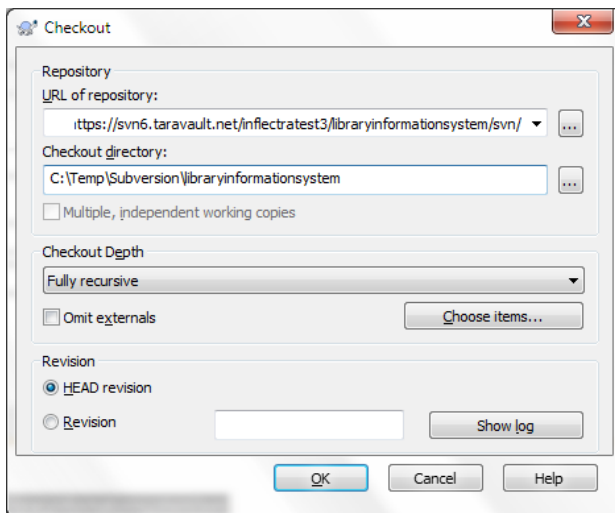 Checkout
Repository
URL of repository:
ttps://svn6.taravault.net/inflectratest3/libraryinformationsystem/svn/
...
Checkout directory:
C:\Temp\Subversion\libraryinformationsystem
...
Multiple, independent working copies
Checkout Depth
Fully recursive
Omit externals
Choose items...
Revision
HEAD revision
Revision
Show log
OK Cancel Help